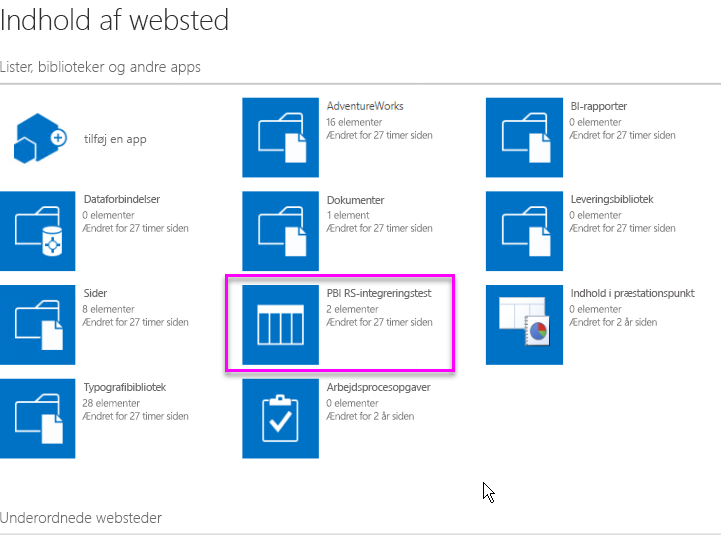 Indhold af websted
Lister, biblioteker og andre apps
tilføj en app
AdventureWorks
16 elementer
Ændret for 27 timer siden
BI-rapporter
0 elementer
Ændret for 27 timer siden
Dataforbindelser
0 elementer
Ændret for 27 timer siden
Dokumenter
1 element
Ændret for 27 timer siden
Leveringsbibliotek
0 elementer
Ændret for 27 timer siden
Sider
8 elementer
Ændret for 27 timer siden
PBI RS-integreringstest
2 elementer
Ændret for 27 timer siden
Indhold i præstationspunkt
0 elementer
Ændret for 2 år siden
Typografibibliotek
28 elementer
Ændret for 27 timer siden
Arbejdsprocesopgaver
0 elementer
Ændret for 2 år siden
Underordnede websteder